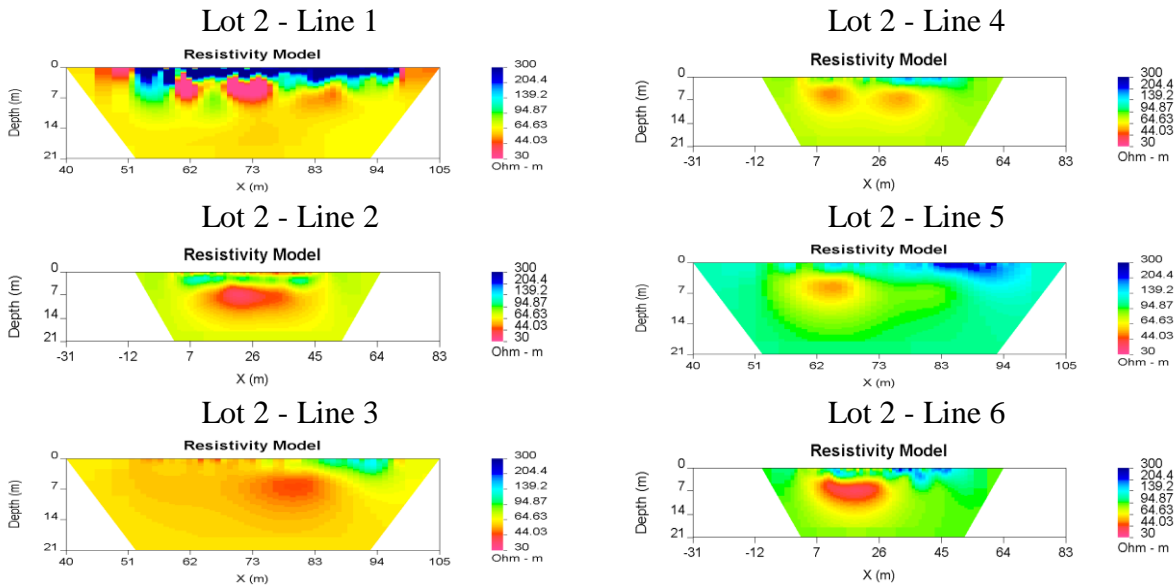 Lot 2 - Line 1
Resistivity Model
Depth (m)
0
7
14
21
40 51 62 73 83 94 105
X (m)
300
204.4
139.2
94.87
64.63
44.03
30
Ohm - m
Lot 2 - Line 2
Resistivity Model
Depth (m)
0
7
14
21
-31 -12 7 26 45 64 83
X (m)
300
204.4
139.2
94.87
64.63
44.03
30
Ohm - m
Lot 2 - Line 3
Resistivity Model
Depth (m)
0
7
14
21
40 51 62 73 83 94 105
X (m)
300
204.4
139.2
94.87
64.63
44.03
30
Ohm - m
Lot 2 - Line 4
Resistivity Model
Depth (m)
0
7
14
21
-31 -12 7 26 45 64 83
X (m)
300
204.4
139.2
94.87
64.63
44.03
30
Ohm - m
Lot 2 - Line 5
Resistivity Model
Depth (m)
0
7
14
21
40 51 62 73 83 94 105
X (m)
300
204.4
139.2
94.87
64.63
44.03
30
Ohm - m
Lot 2 - Line 6
Resistivity Model
Depth (m)
0
7
14
21
-31 -12 7 26 45 64 83
X (m)
300
204.4
139.2
94.87
64.63
44.03
30
Ohm - m